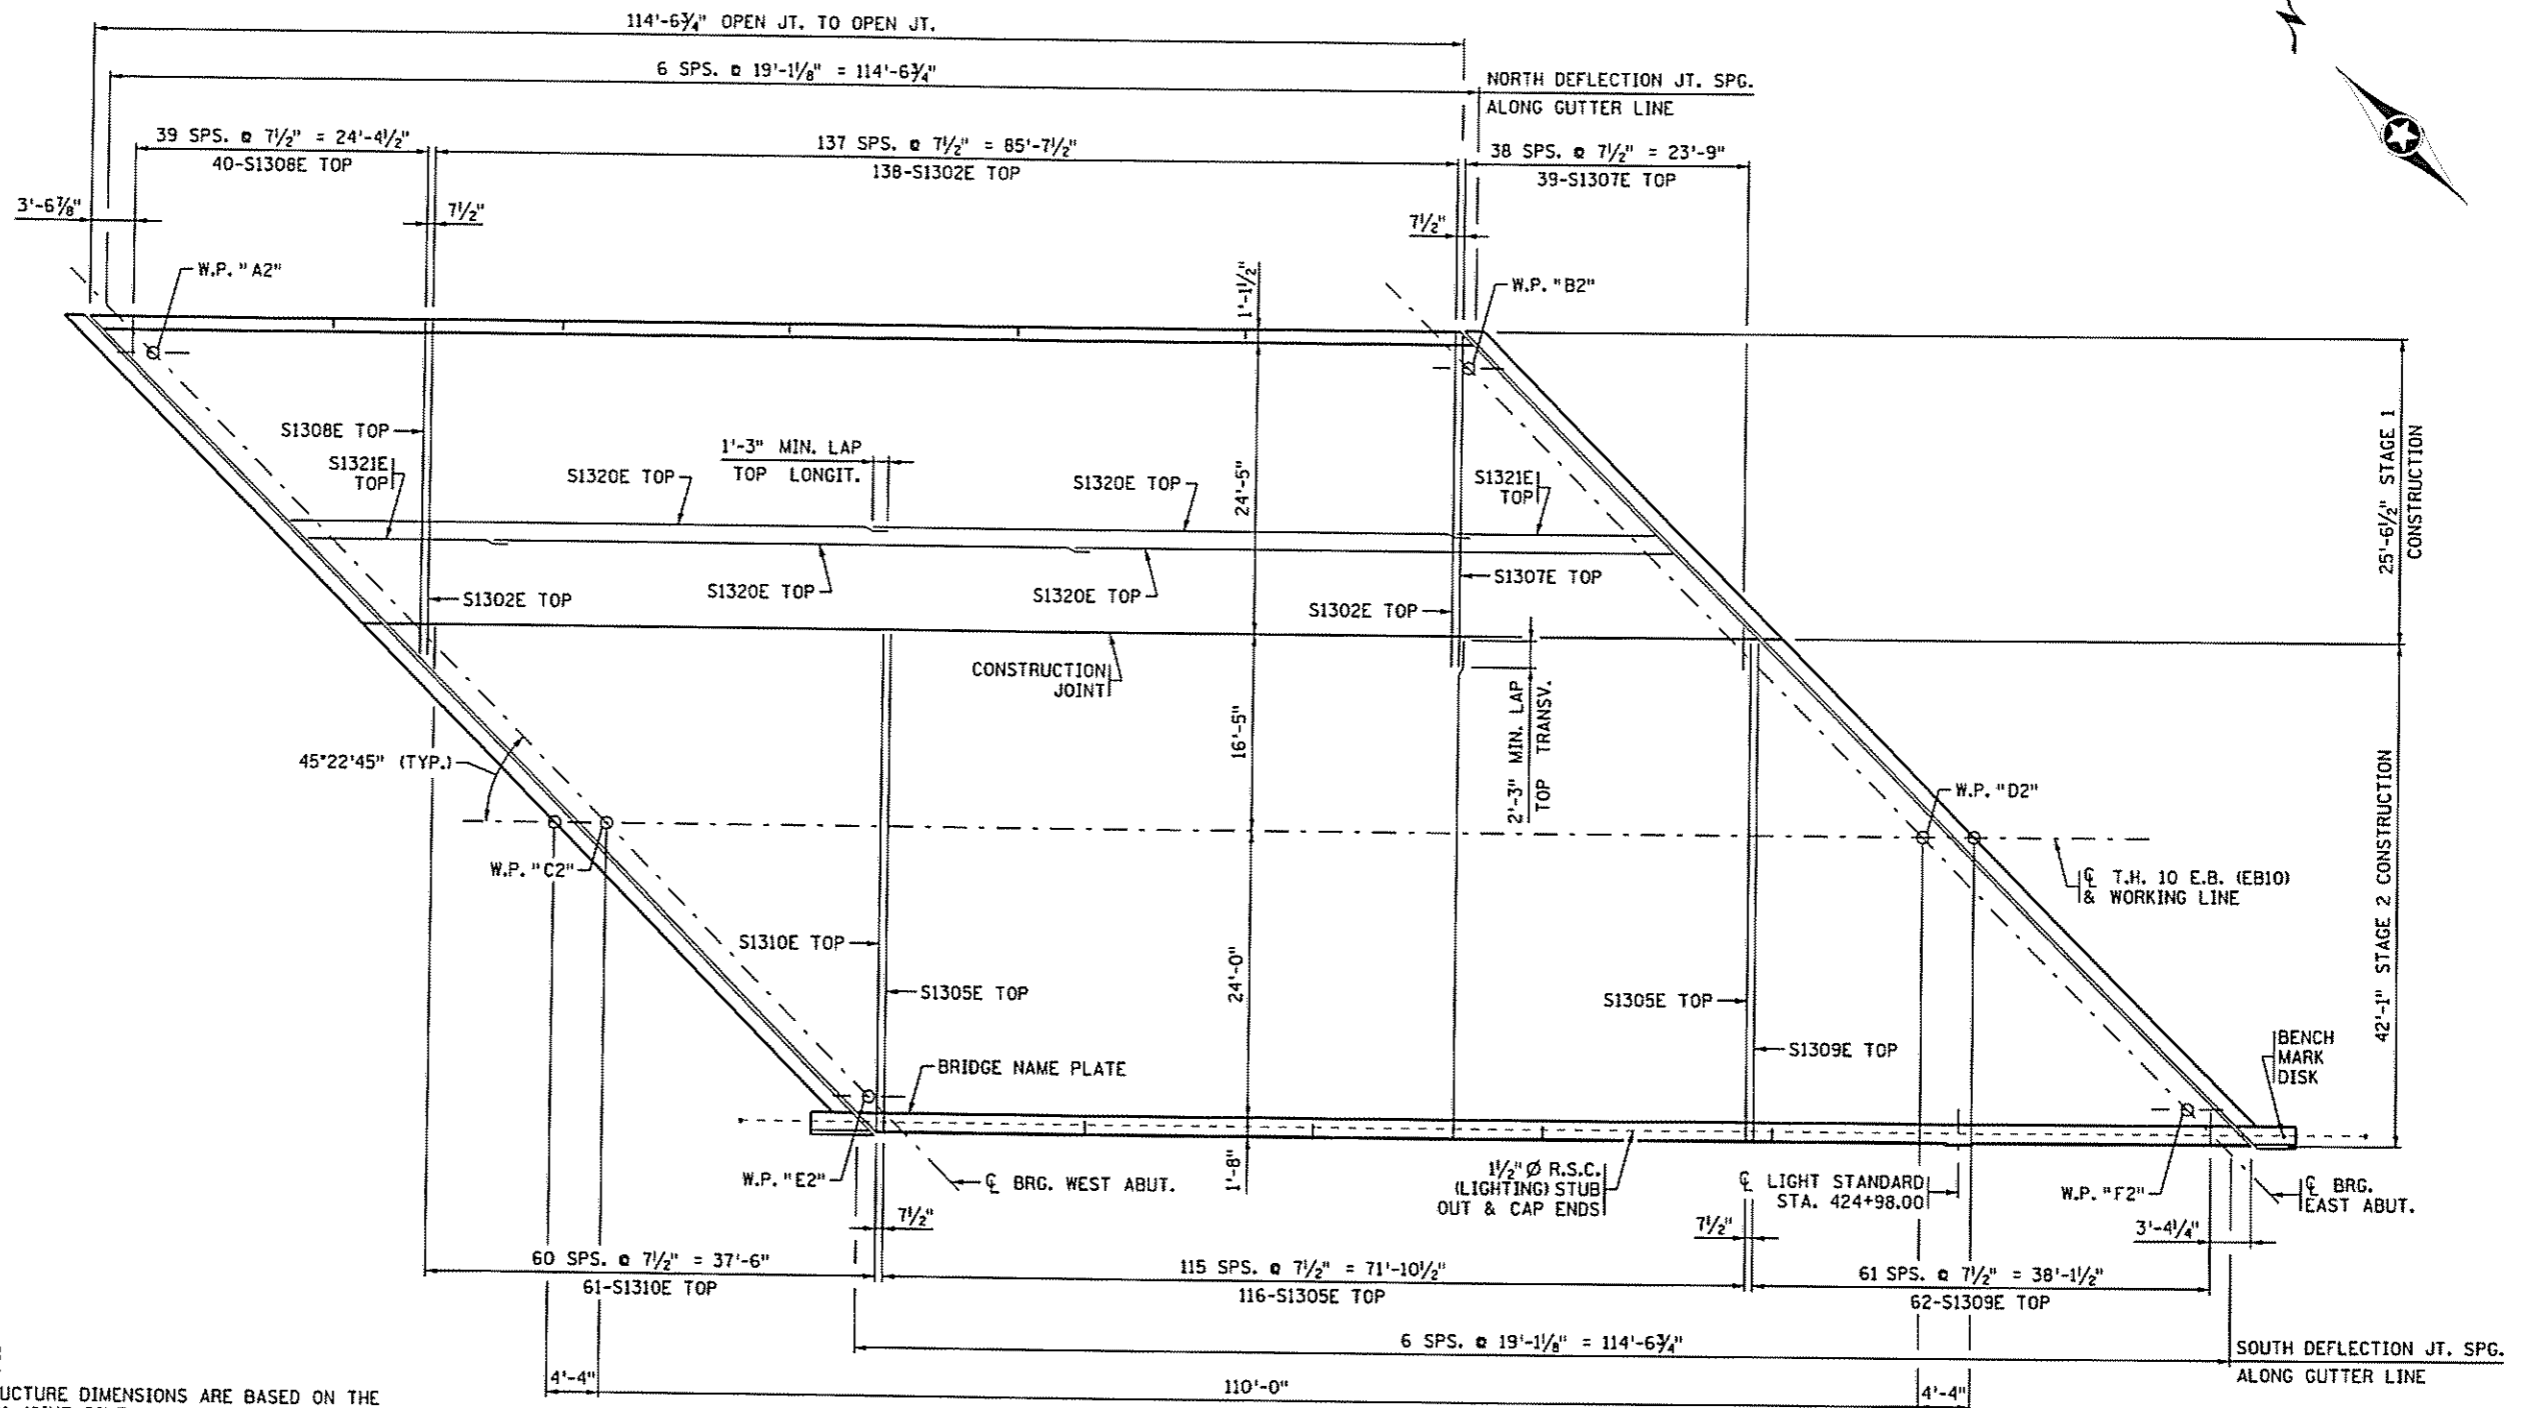 114'-6¾" OPEN JT. TO OPEN JT.
6 SPS. @ 19'-1⅛" = 114'-6¾"
NORTH DEFLECTION JT. SPG.
ALONG GUTTER LINE
39 SPS. @ 7½" = 24'-4½"
40-S1308E TOP
137 SPS. @ 7½" = 85'-7½"
138-S1302E TOP
38 SPS. @ 7½" = 23'-9"
39-S1307E TOP
3'-6⅞"
7½"
7½"
W.P. "A2"
1'-1½"
W.P. "B2"
S1308E TOP
S1321E
TOP
S1320E TOP
1'-3" MIN. LAP
TOP LONGIT.
S1320E TOP
S1321E
TOP
24'-5"
25'-6½" STAGE 1
CONSTRUCTION
S1302E TOP
S1320E TOP
S1320E TOP
S1307E TOP
S1302E TOP
CONSTRUCTION
JOINT
2'-3" MIN. LAP
TOP TRANSV.
16'-5"
45°22'45" (TYP.)
W.P. "C2"
W.P. "D2"
℄ T.H. 10 E.B. (EB10)
& WORKING LINE
42'-1" STAGE 2 CONSTRUCTION
S1310E TOP
S1305E TOP
24'-0"
S1305E TOP
S1309E TOP
BRIDGE NAME PLATE
BENCH
MARK
DISK
W.P. "E2"
℄ BRG. WEST ABUT.
1'-8"
1½" Ø R.S.C.
(LIGHTING) STUB
OUT & CAP ENDS
℄ LIGHT STANDARD
STA. 424+98.00
W.P. "F2"
℄ BRG.
EAST ABUT.
7½"
7½"
3'-4¼"
60 SPS. @ 7½" = 37'-6"
61-S1310E TOP
115 SPS. @ 7½" = 71'-10½"
116-S1305E TOP
61 SPS. @ 7½" = 38'-1½"
62-S1309E TOP
6 SPS. @ 19'-1⅛" = 114'-6¾"
SOUTH DEFLECTION JT. SPG.
ALONG GUTTER LINE
4'-4"
110'-0"
4'-4"
UCTURE DIMENSIONS ARE BASED ON THE